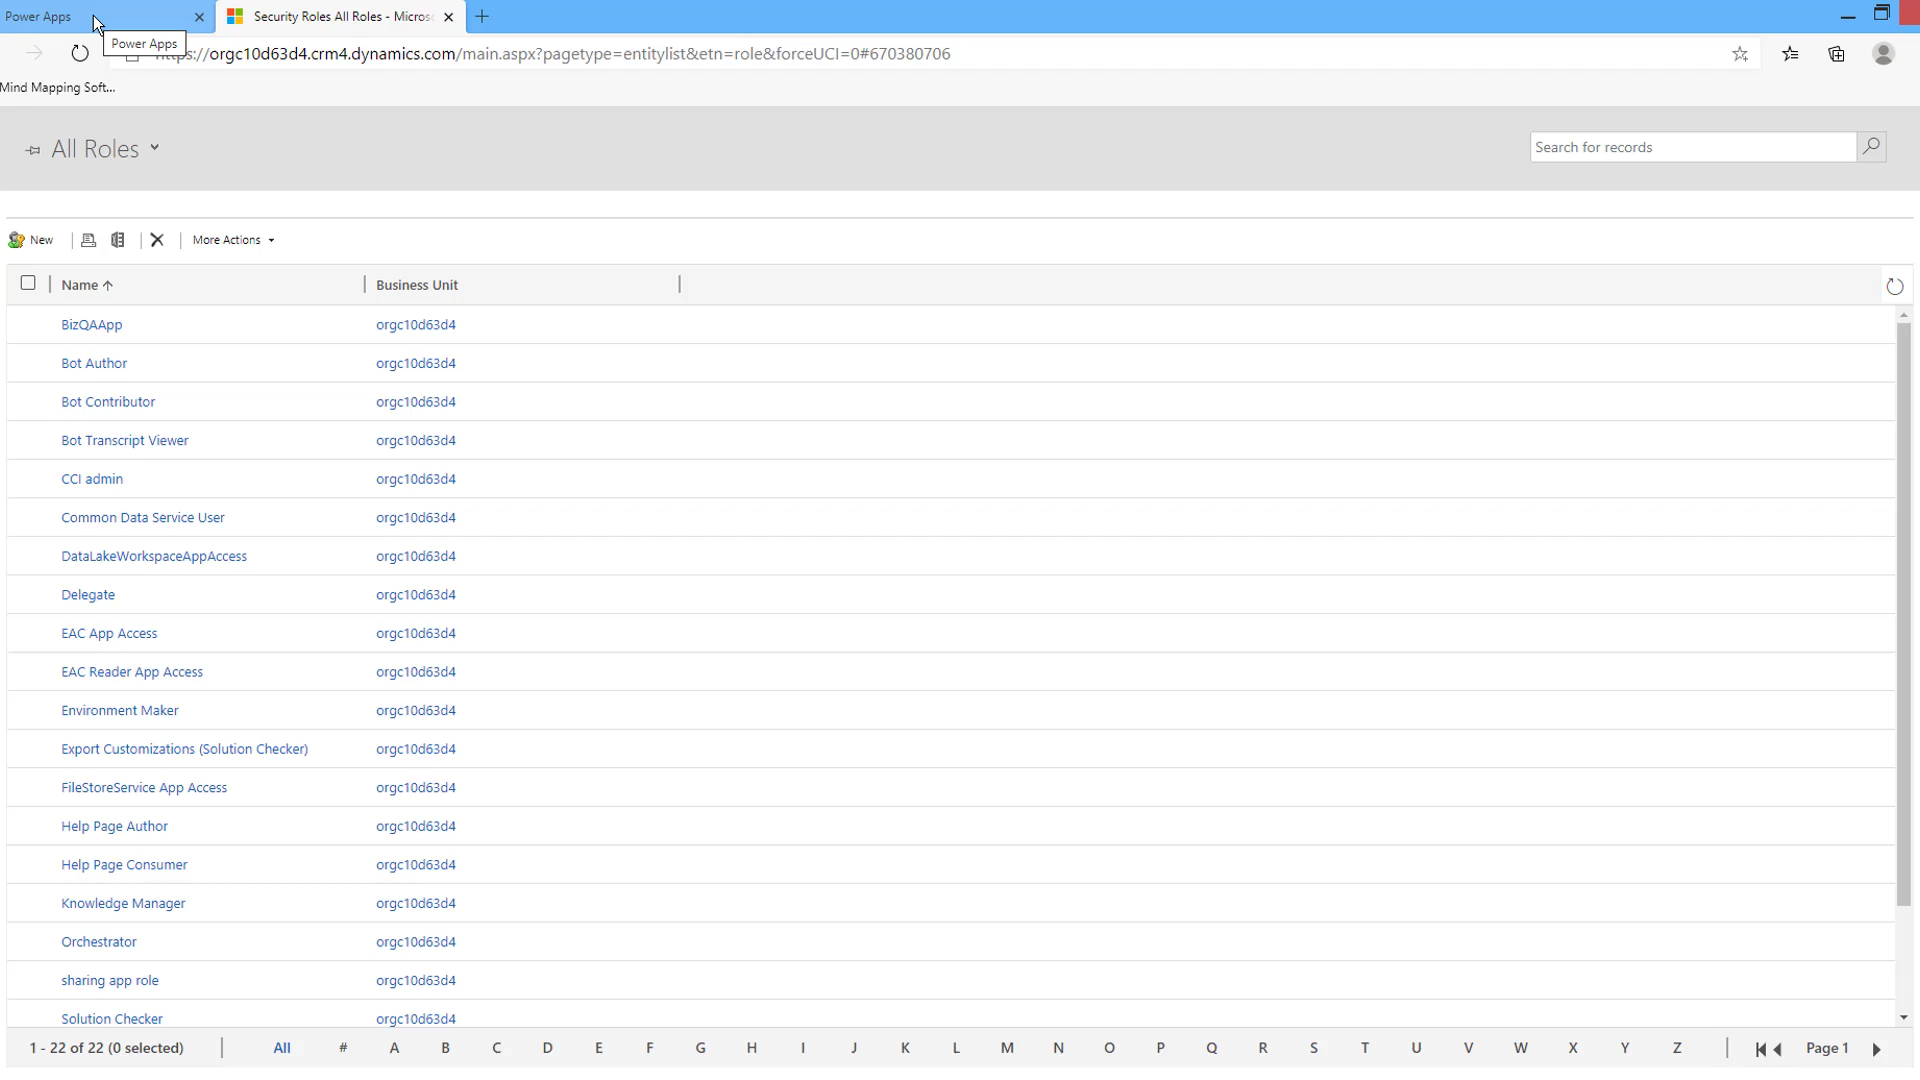 Power Apps
Security Roles All Roles - Micros
Power Apps
https://orgc10d63d4.crm4.dynamics.com/main.aspx?pagetype=entitylist&etn=role&forceUCI=0#670380706
Mind Mapping Soft...
All Roles
Search for records
New
More Actions
Name
Business Unit
BizQAApp orgc10d63d4
Bot Author orgc10d63d4
Bot Contributor orgc10d63d4
Bot Transcript Viewer orgc10d63d4
CCI admin orgc10d63d4
Common Data Service User orgc10d63d4
DataLakeWorkspaceAppAccess orgc10d63d4
Delegate orgc10d63d4
EAC App Access orgc10d63d4
EAC Reader App Access orgc10d63d4
Environment Maker orgc10d63d4
Export Customizations (Solution Checker) orgc10d63d4
FileStoreService App Access orgc10d63d4
Help Page Author orgc10d63d4
Help Page Consumer orgc10d63d4
Knowledge Manager orgc10d63d4
Orchestrator orgc10d63d4
sharing app role orgc10d63d4
Solution Checker orgc10d63d4
1 - 22 of 22 (0 selected) All # A B C D E F G H I J K L M N O P Q R S T U V W X Y Z Page 1